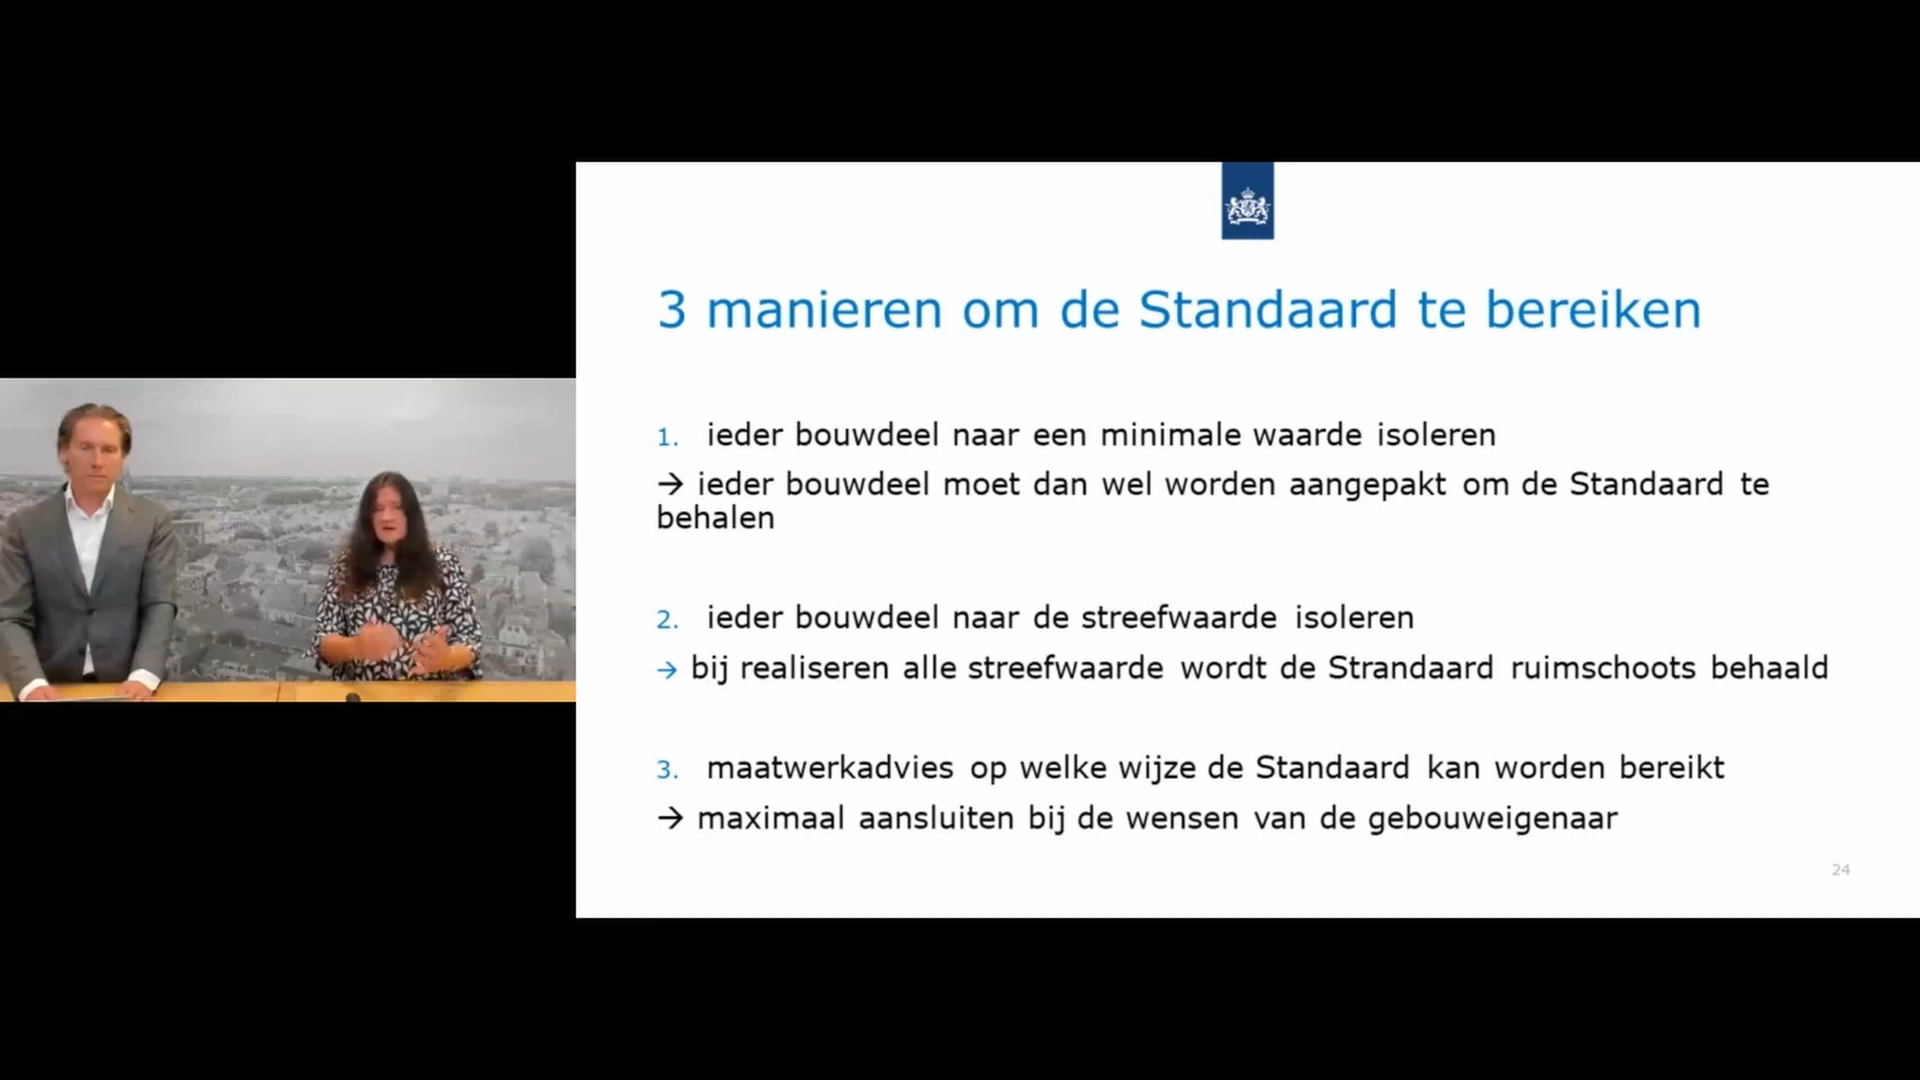 3 manieren om de Standaard te bereiken
1. ieder bouwdeel naar een minimale waarde isoleren
→ ieder bouwdeel moet dan wel worden aangepakt om de Standaard te
behalen
2. ieder bouwdeel naar de streefwaarde isoleren
→ bij realiseren alle streefwaarde wordt de Strandaard ruimschoots behaald
3. maatwerkadvies op welke wijze de Standaard kan worden bereikt
→ maximaal aansluiten bij de wensen van de gebouweigenaar
24